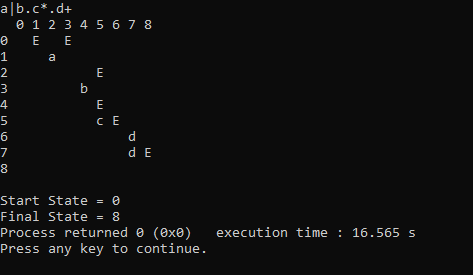 a|b.c*.d+
  0 1 2 3 4 5 6 7 8
0   E   E
1     a
2           E
3         b
4           E
5           c E
6               d
7               d E
8

Start State = 0
Final State = 8
Process returned 0 (0x0)   execution time : 16.565 s
Press any key to continue.